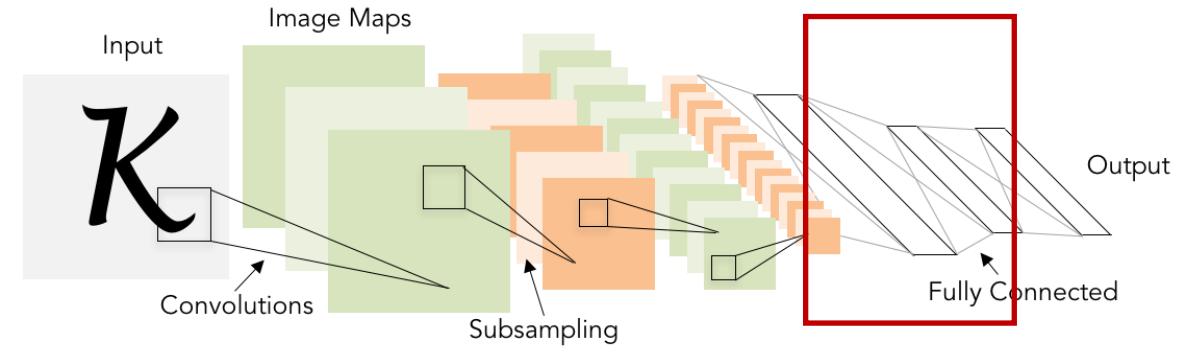 Input
Image Maps
K
Convolutions
Subsampling
Fully Connected
Output